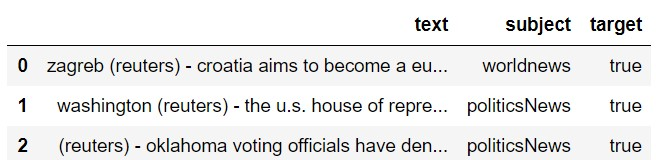 text subject target
0 zagreb (reuters) - croatia aims to become a eu... worldnews true
1 washington (reuters) - the u.s. house of repre... politicsNews true
2 (reuters) - oklahoma voting officials have den... politicsNews true